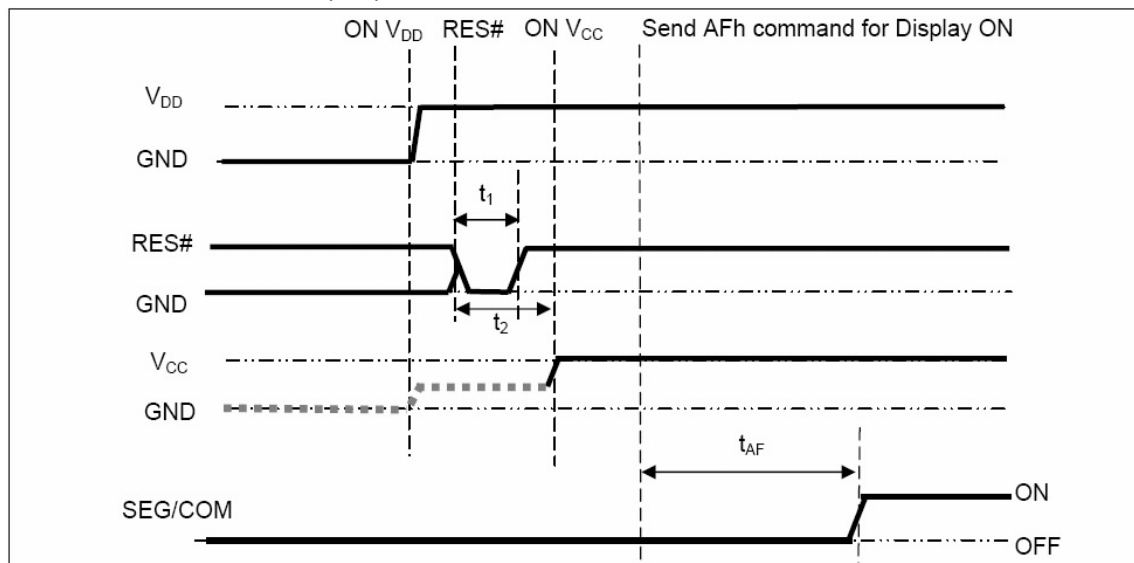 ON VDD RES# ON VCC Send AFh command for Display ON
VDD
GND
t1
RES#
GND
t2
VCC
GND
tAF
SEG/COM
ON
OFF